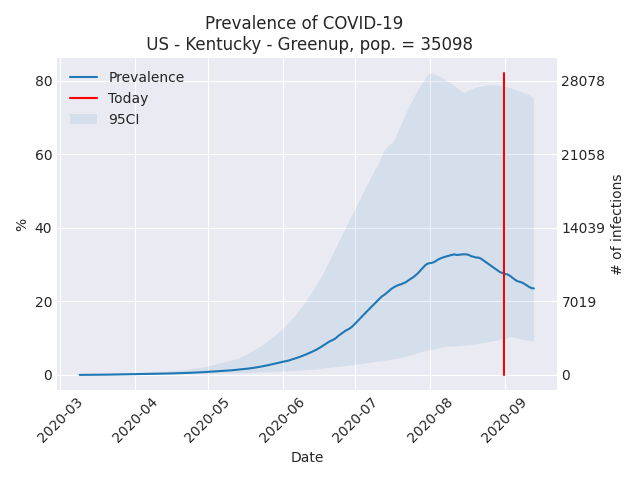 Prevalence of COVID-19
US - Kentucky - Greenup, pop. = 35098
Prevalence
Today
95CI
80
60
40
20
0
%
28078
21058
14039
7019
0
# of infections
2020-03
2020-04
2020-05
2020-06
2020-07
2020-08
2020-09
Date